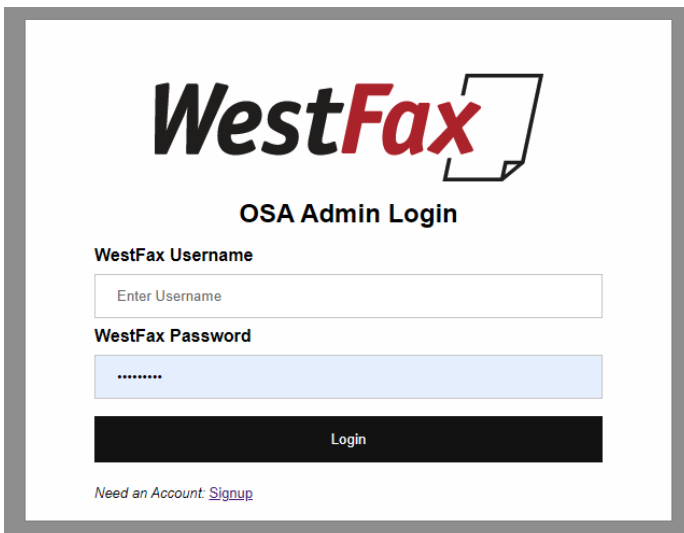 WestFax
OSA Admin Login
WestFax Username
Enter Username
WestFax Password
•••••••••
Login
Need an Account: Signup